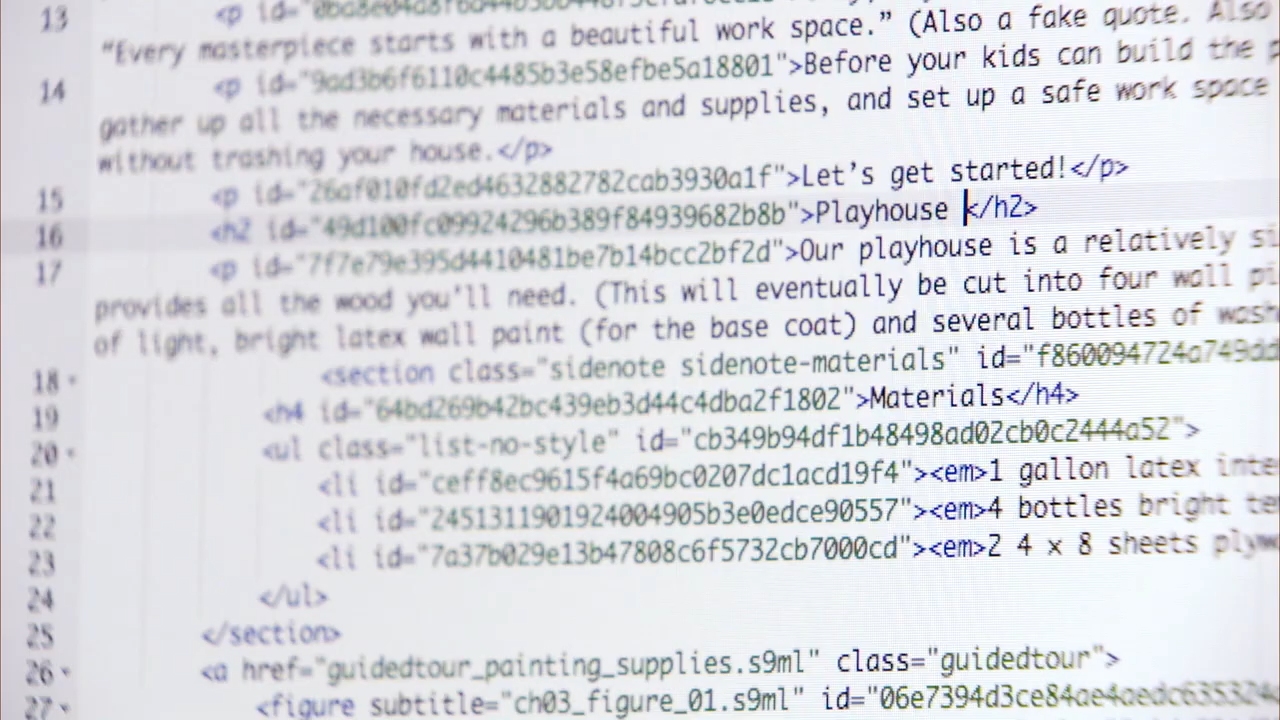 13 <p id="
“Every masterpiece starts with a beautiful work space.” (Also a fake quote. Also
14 <p id="9ad3b6f6110c4485b3e58efbe5a18801">Before your kids can build the
gather up all the necessary materials and supplies, and set up a safe work space
without trashing your house.</p>
15 <p id="26af010fd2ed4632882782cab3930a1f">Let’s get started!</p>
16 <h2 id="49d100fc09924296b389f84939682b8b">Playhouse </h2>
17 <p id="7f7e79e395d4410481be7b14bcc2bf2d">Our playhouse is a relatively
provides all the wood you'll need. (This will eventually be cut into four wall
of light, bright latex wall paint (for the base coat) and several bottles of
18 <section class="sidenote sidenote-materials" id="f860094724a749dd
19 <h4 id="64bd269b42bc439eb3d44c4dba2f1802">Materials</h4>
20 <ul class="list-no-style" id="cb349b94df1b48498ad02cb0c2444a52">
21 <li id="ceff8ec9615f4a69bc0207dc1acd19f4"><em>1 gallon latex
22 <li id="2451311901924004905b3e0edce90557"><em>4 bottles bright
23 <li id="7a37b029e13b47808c6f5732cb7000cd"><em>2 4 x 8 sheets
24 </ul>
25 </section>
26 <a href="guidedtour_painting_supplies.s9ml" class="guidedtour">
27 <figure subtitle="ch03_figure_01.s9ml" id="06e7394d3ce84ae4aedc635324